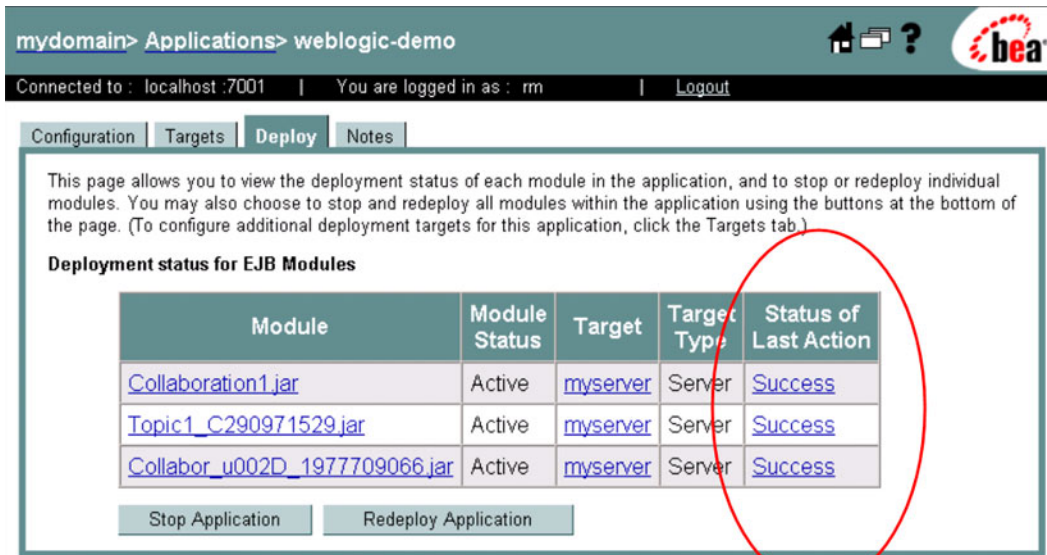 mydomain> Applications> weblogic-demo
?
bea
Connected to : localhost :7001 | You are logged in as : rm | Logout
Configuration Targets Deploy Notes
This page allows you to view the deployment status of each module in the application, and to stop or redeploy individual
modules. You may also choose to stop and redeploy all modules within the application using the buttons at the bottom of
the page. (To configure additional deployment targets for this application, click the Targets tab.)
Deployment status for EJB Modules
Module Module Status Target Target Type Status of Last Action
Collaboration1.jar Active myserver Server Success
Topic1_C290971529.jar Active myserver Server Success
Collabor_u002D_1977709066.jar Active myserver Server Success
Stop Application Redeploy Application